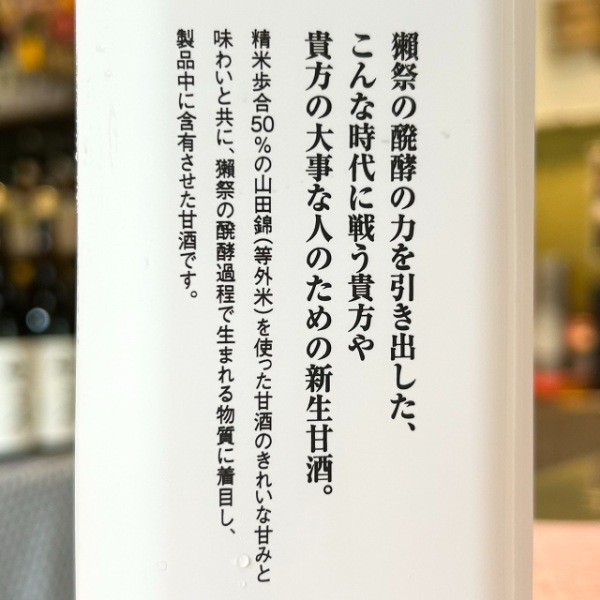 獺祭の醗酵の力を引き出した、
こんな時代に戦う貴方や
貴方の大事な人のための新生甘酒。
精米歩合50%の山田錦(等外米)を使った甘酒のきれいな甘みと
味わいと共に、獺祭の醗酵過程で生まれる物質に着目し、
製品中に含有させた甘酒です。